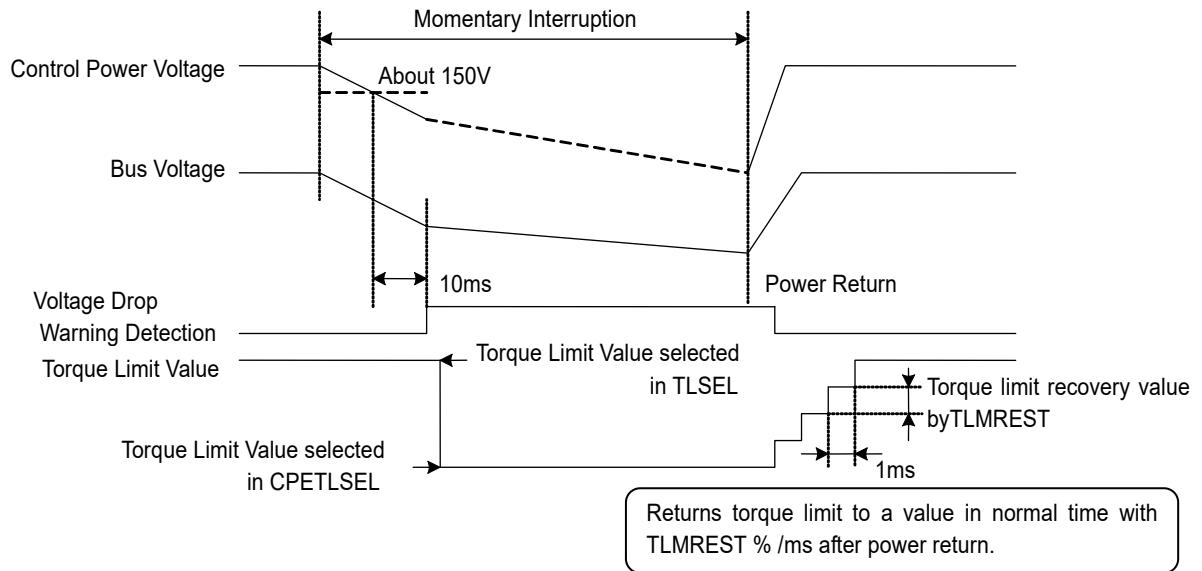 Momentary Interruption
Control Power Voltage
About 150V
Bus Voltage
10ms
Power Return
Voltage Drop
Warning Detection
Torque Limit Value
Torque Limit Value selected
in TLSEL
Torque limit recovery value
byTLMREST
Torque Limit Value selected
in CPETLSEL
1ms
Returns torque limit to a value in normal time with
TLMREST % /ms after power return.